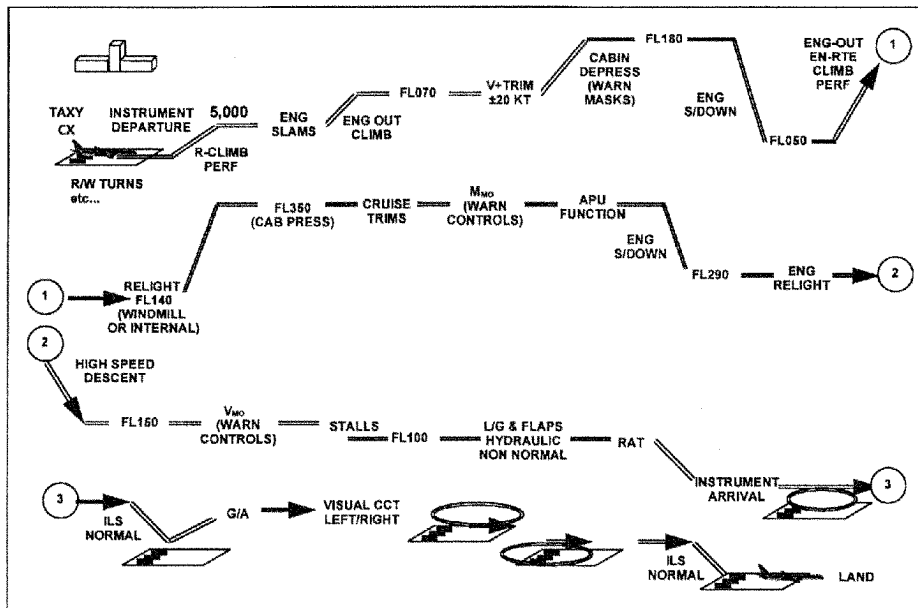 TAXY
CX
INSTRUMENT
DEPARTURE
R/W TURNS
etc...
5,000
R-CLIMB
PERF
ENG
SLAMS
ENG OUT
CLIMB
FL070
V+TRIM
±20 KT
CABIN
DEPRESS
(WARN
MASKS)
FL180
ENG
S/DOWN
FL050
ENG-OUT
EN-RTE
CLIMB
PERF
1
1
RELIGHT
FL140
(WINDMILL
OR INTERNAL)
FL350
(CAB PRESS)
CRUISE
TRIMS
MMO
(WARN
CONTROLS)
APU
FUNCTION
ENG
S/DOWN
FL290
ENG
RELIGHT
2
2
HIGH SPEED
DESCENT
FL150
VMO
(WARN
CONTROLS)
STALLS
FL100
L/G & FLAPS
HYDRAULIC
NON NORMAL
RAT
INSTRUMENT
ARRIVAL
3
3
ILS
NORMAL
G/A
VISUAL CCT
LEFT/RIGHT
ILS
NORMAL
LAND